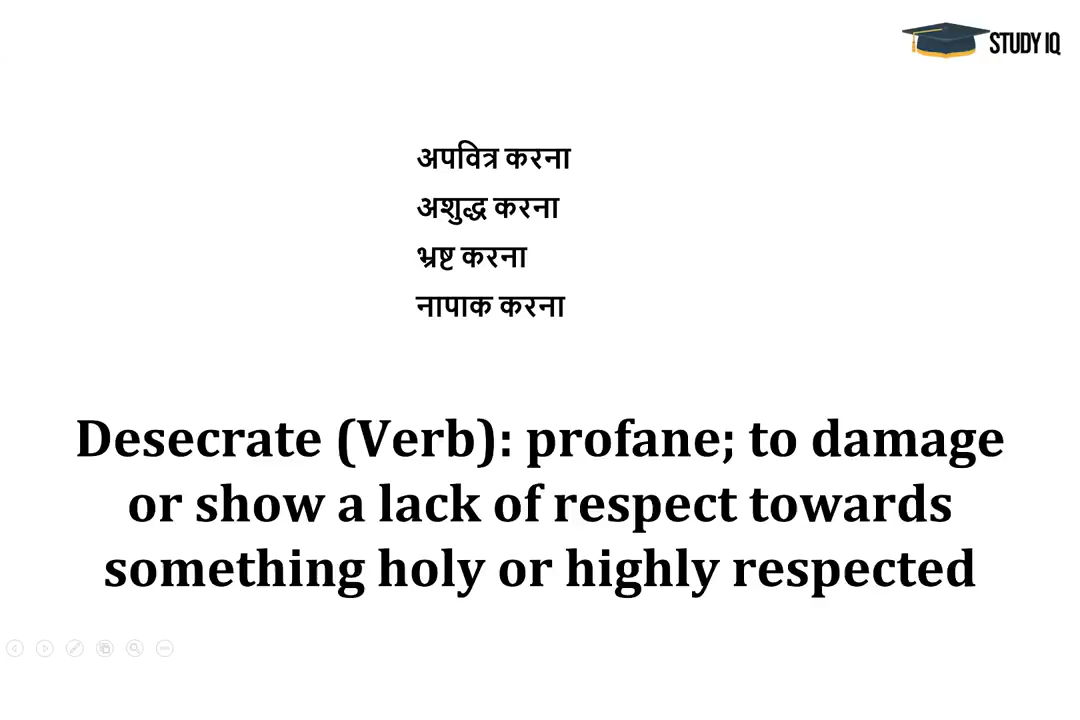 STUDY IQ
अपवित्र करना
अशुद्ध करना
भ्रष्ट करना
नापाक करना
Desecrate (Verb): profane; to damage
or show a lack of respect towards
something holy or highly respected